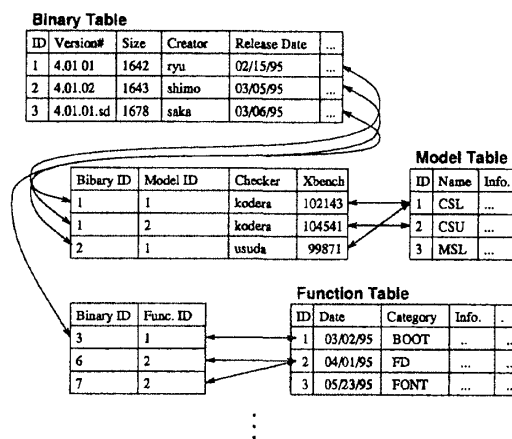 Binary Table
ID Version# Size Creator Release Date ...
1 4.01 01 1642 ryu 02/15/95 ...
2 4.01.02 1643 shimo 03/05/95 ...
3 4.01.01.sd 1678 saka 03/06/95 ...
Bibary ID Model ID Checker Xbench
1 1 kodera 102143
1 2 kodera 104541
2 1 usuda 99871
Model Table
ID Name Info.
1 CSL ...
2 CSU ...
3 MSL ...
Binary ID Func. ID
3 1
6 2
7 2
Function Table
ID Date Category Info. .
1 03/02/95 BOOT .. ..
2 04/01/95 FD ... ...
3 05/23/95 FONT ... ...